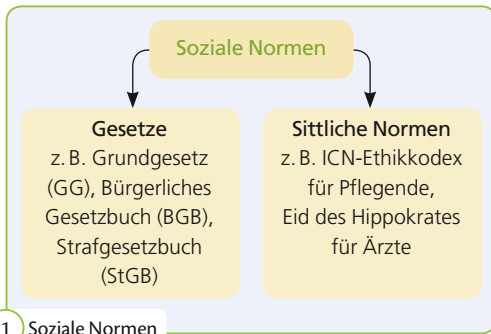 Soziale Normen
Gesetze
z. B. Grundgesetz
(GG), Bürgerliches
Gesetzbuch (BGB),
Strafgesetzbuch
(StGB)
Sittliche Normen
z. B. ICN-Ethikkodex
für Pflegende,
Eid des Hippokrates
für Ärzte
1 Soziale Normen